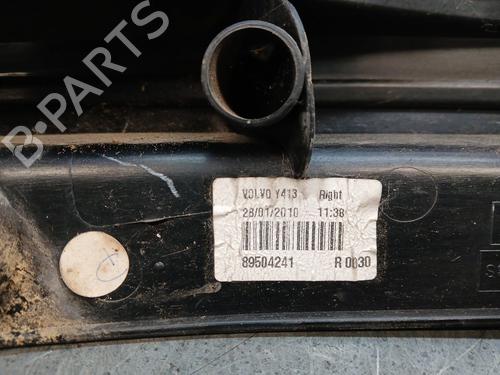 B-PARTS
VOLVO Y413 Right
28/01/2010 11:38
89504241 R 0030